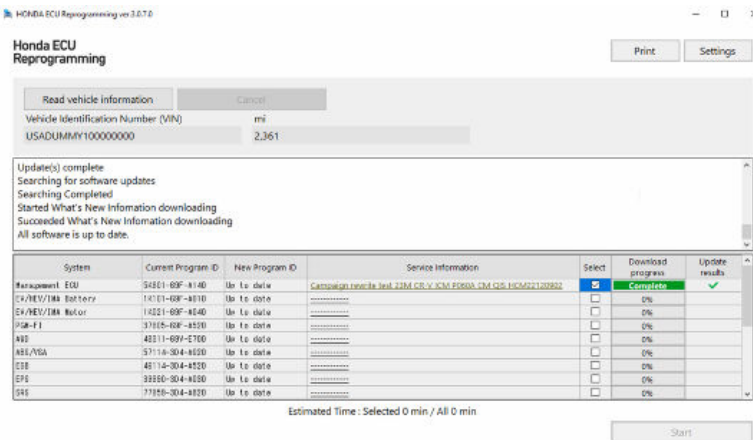 HONDA ECU Reprogramming ver 3.0.7.0
Honda ECU
Reprogramming
Print
Settings
Read vehicle information
Cancel
Vehicle Identification Number (VIN)
mi
USADUMMY100000000
2,361
Update(s) complete
Searching for software updates
Searching Completed
Started What's New Infomation downloading
Succeeded What's New Infomation downloading
All software is up to date.
System Current Program ID New Program ID Service Information Select Download progress Update results
Management ECU Up to date Campaign rewrite test 22M CR-V ICM P060A CM QIS HCM22120902 Complete
EV/HEV/IMA Battery Up to date 0%
EV/HEV/IMA Motor Up to date 0%
PGM-FI Up to date 0%
AWD Up to date 0%
ABS/VSA Up to date 0%
ESB Up to date 0%
EPS Up to date 0%
SRS Up to date 0%
Estimated Time : Selected 0 min / All 0 min
Start